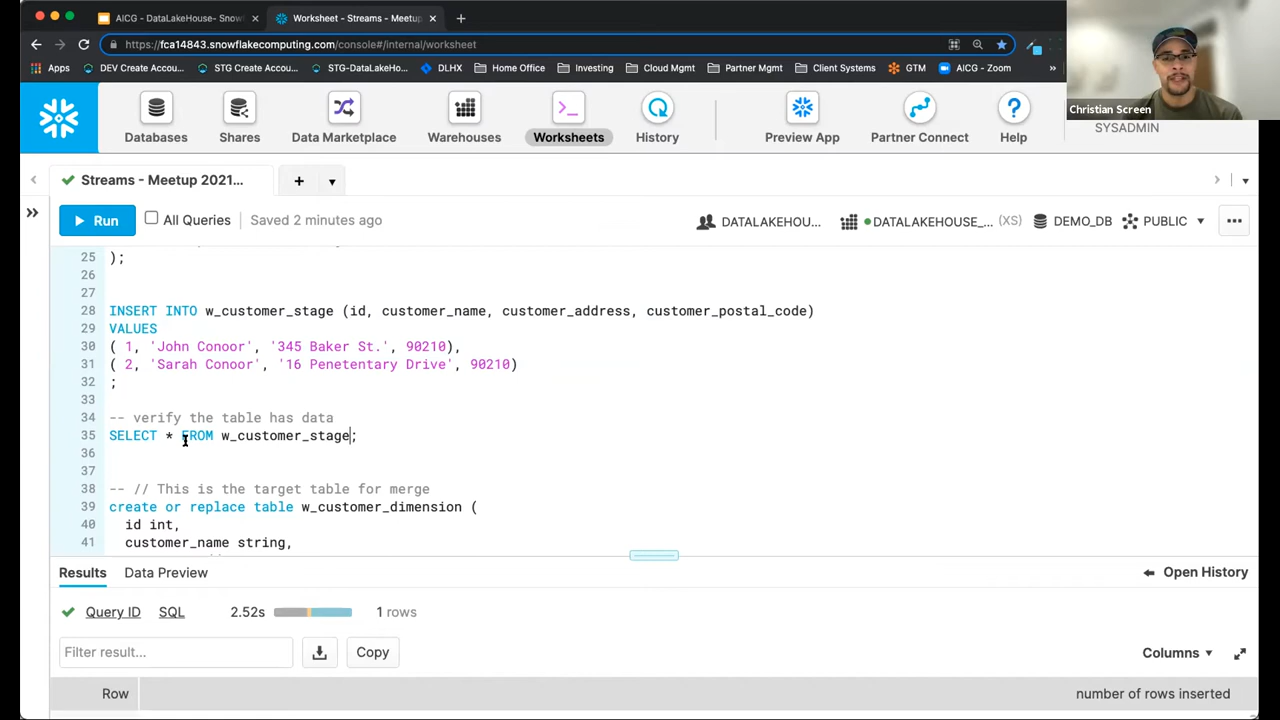 AICG - DataLakeHouse- Snow
Worksheet - Streams - Meetup
https://fca14843.snowflakecomputing.com/console#/internal/worksheet
Apps
DEV Create Accou...
STG Create Accou...
STG-DataLakeHo...
DLHX
Home Office
Investing
Cloud Mgmt
Partner Mgmt
Client Systems
GTM
AICG - Zoom
»
Christian Screen
SYSADMIN
Databases
Shares
Data Marketplace
Warehouses
Worksheets
History
Preview App
Partner Connect
Help
Streams - Meetup 2021...
Run
All Queries
Saved 2 minutes ago
DATALAKEHOU...
DATALAKEHOUSE_... (XS)
DEMO_DB
PUBLIC
25 );
26
27
28 INSERT INTO w_customer_stage (id, customer_name, customer_address, customer_postal_code)
29 VALUES
30 ( 1, 'John Conoor', '345 Baker St.', 90210),
31 ( 2, 'Sarah Conoor', '16 Penetentary Drive', 90210)
32 ;
33
34 -- verify the table has data
35 SELECT * FROM w_customer_stage;
36
37
38 -- // This is the target table for merge
39 create or replace table w_customer_dimension (
40 id int,
41 customer_name string,
Results
Data Preview
Open History
Query ID
SQL
2.52s
1 rows
Filter result...
Copy
Columns
Row
number of rows inserted